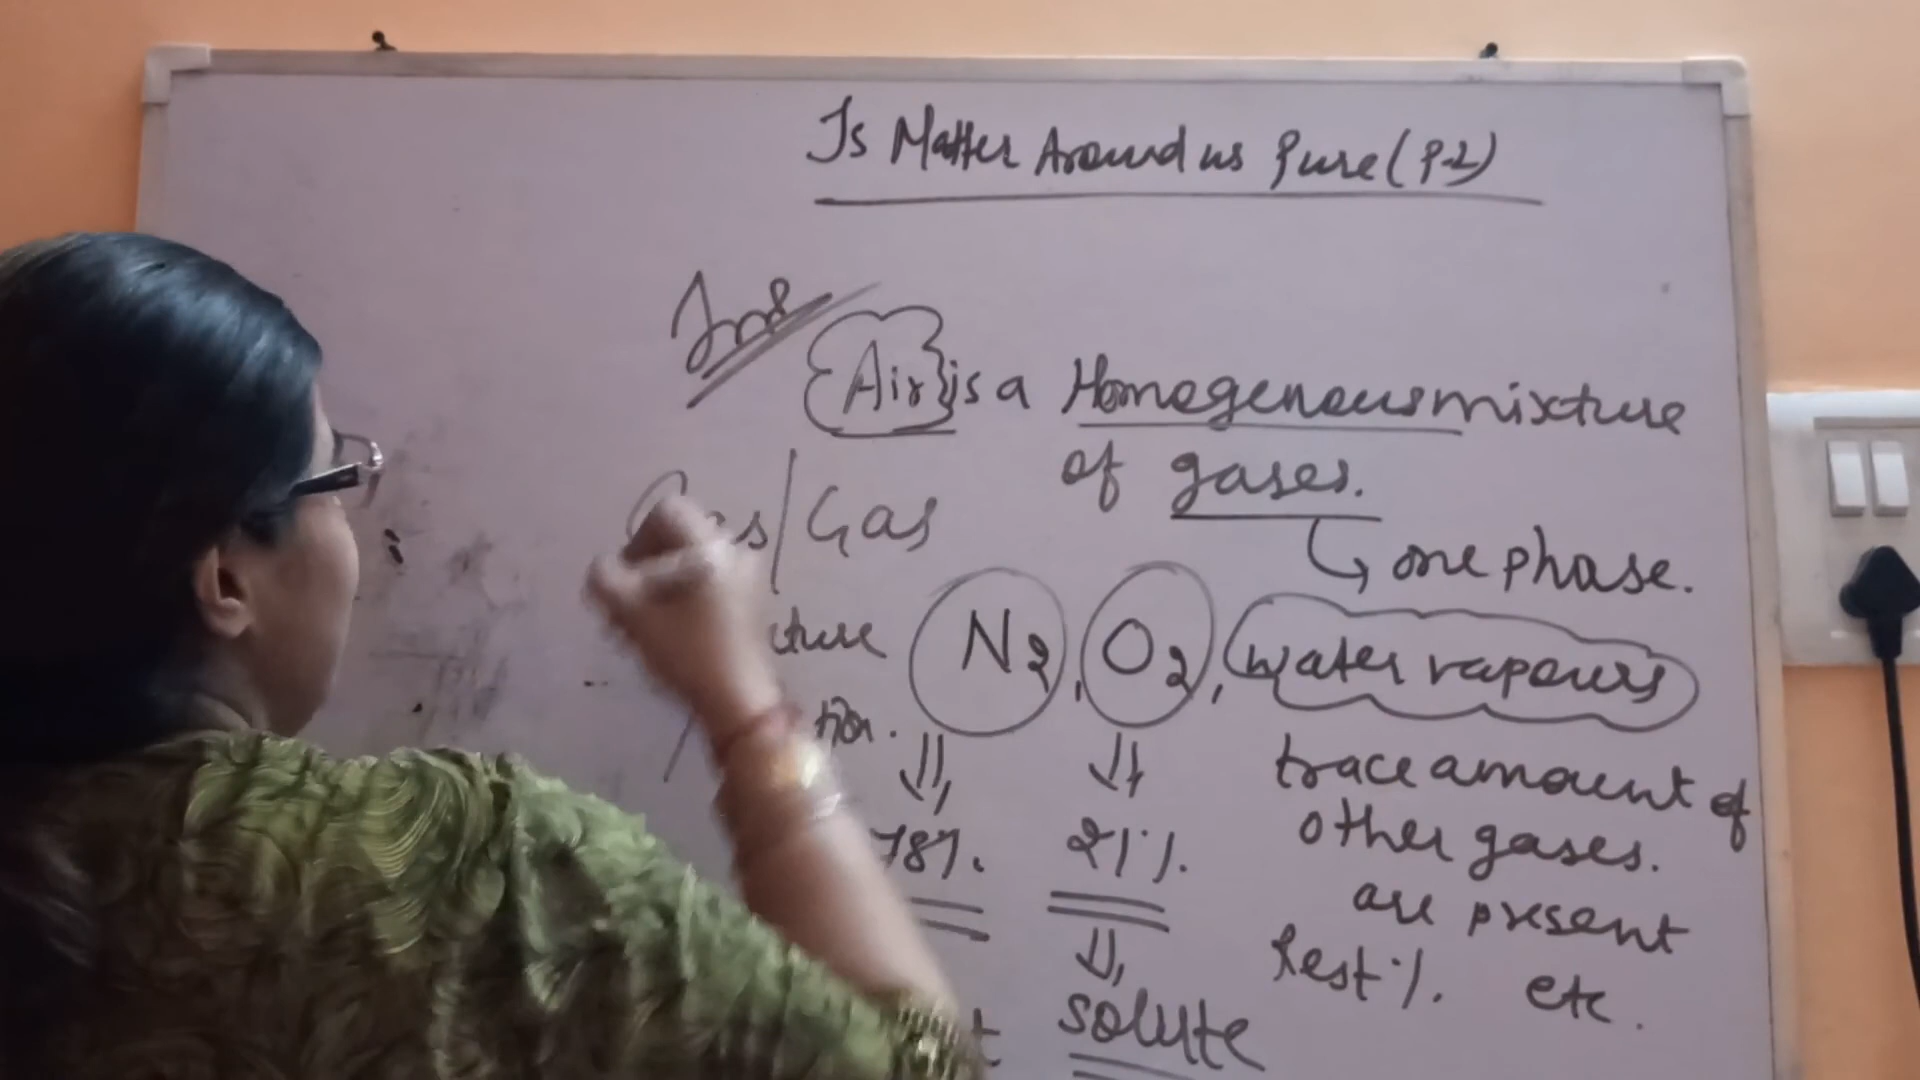 Is Matter Around us Pure (P-2)
Air is a Homogeneous mixture
of gases.
Gas/Gas
one phase.
N2, O2, water vapours
78%. 21%.
trace amount of
other gases.
are present
Rest %. etc.
solute